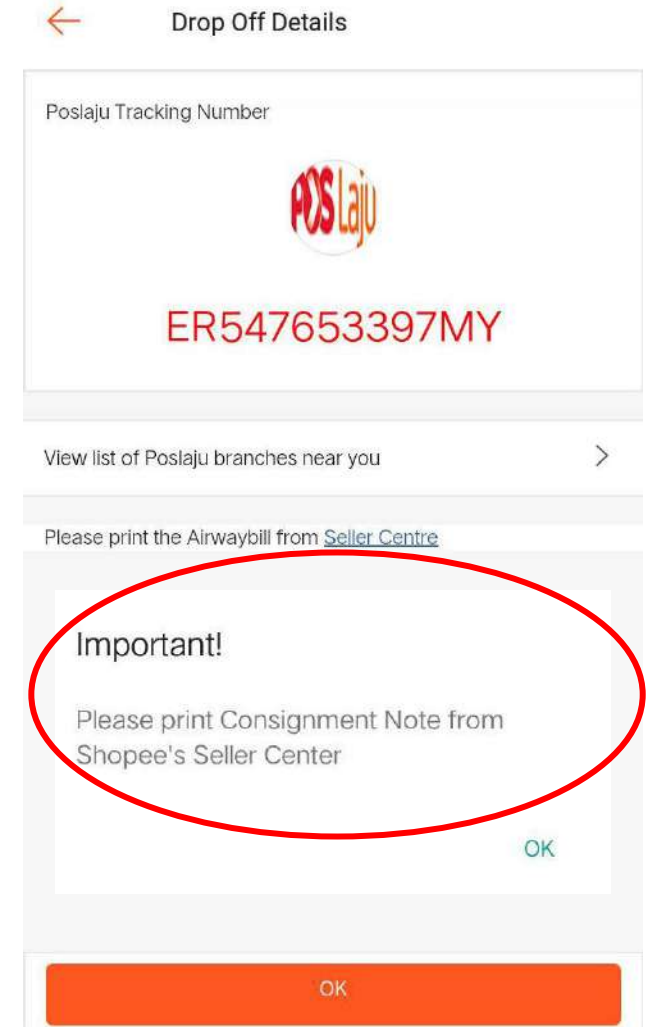 Drop Off Details
Poslaju Tracking Number
POS Laju
ER547653397MY
View list of Poslaju branches near you
Please print the Airwaybill from Seller Centre
Important!
Please print Consignment Note from
Shopee's Seller Center
OK
OK